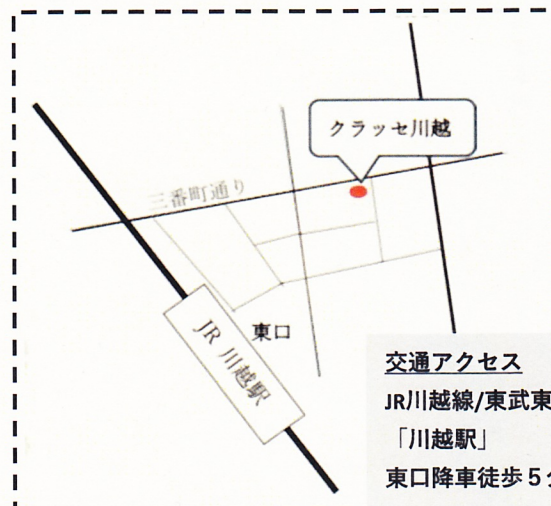 クラッセ川越
三番町通り
東口
JR 川越駅
交通アクセス
JR川越線/東武東
「川越駅」
東口降車徒歩５分